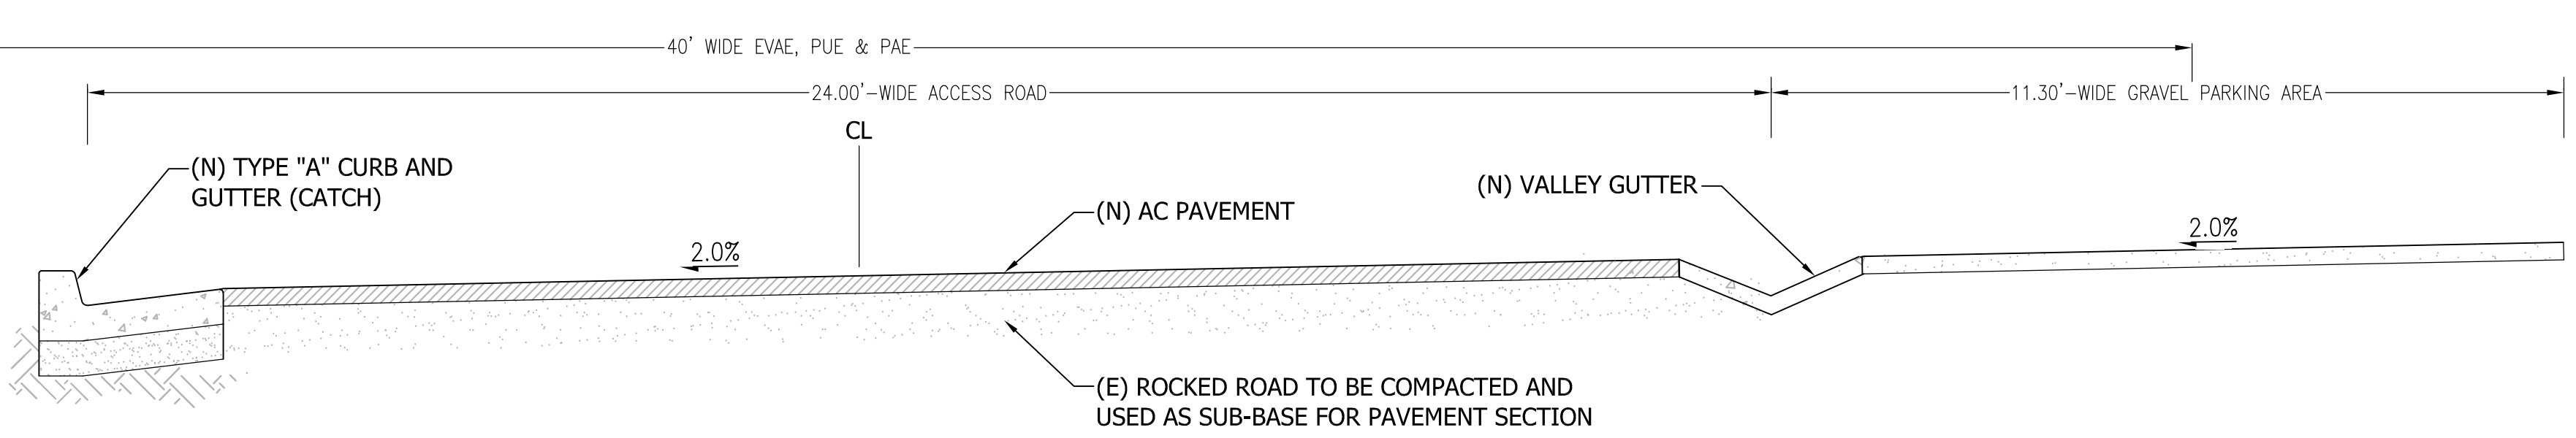 40' WIDE EVAE, PUE & PAE
24.00'-WIDE ACCESS ROAD
11.30'-WIDE GRAVEL PARKING AREA
CL
(N) TYPE "A" CURB AND
GUTTER (CATCH)
(N) VALLEY GUTTER
(N) AC PAVEMENT
2.0%
2.0%
(E) ROCKED ROAD TO BE COMPACTED AND
USED AS SUB-BASE FOR PAVEMENT SECTION